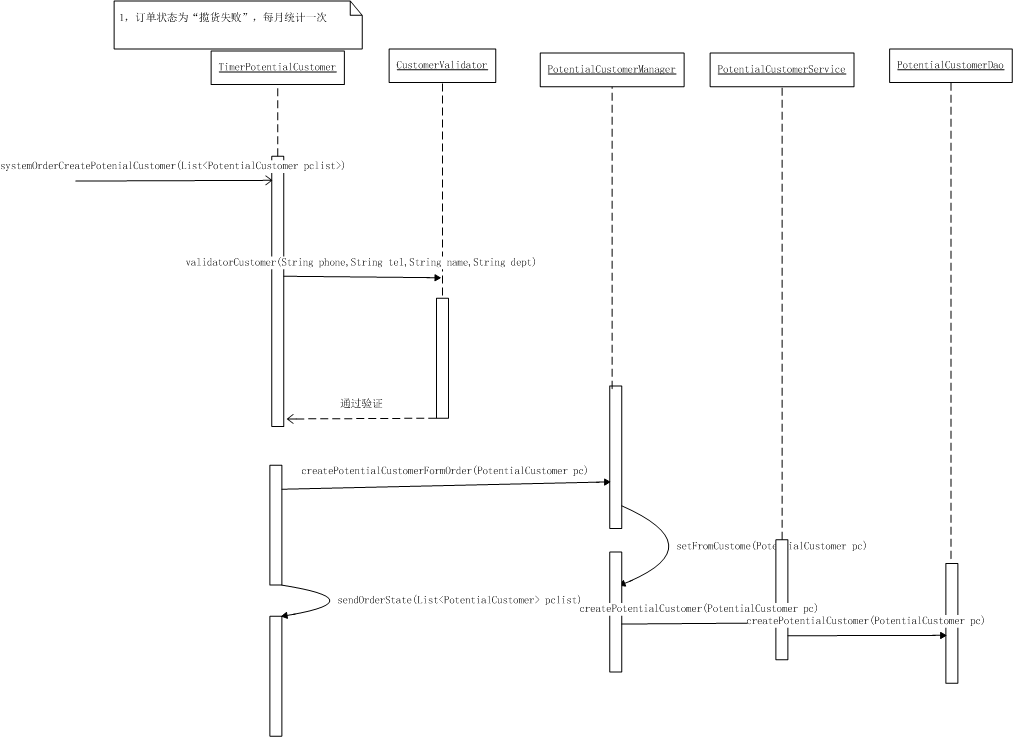 1，订单状态为“揽货失败”，每月统计一次
TimerPotentialCustomer
CustomerValidator
PotentialCustomerManager
PotentialCustomerService
PotentialCustomerDao
systemOrderCreatePotenialCustomer(List<PotentialCustomer pclist>)
validatorCustomer(String phone,String tel,String name,String dept)
通过验证
createPotentialCustomerFormOrder(PotentialCustomer pc)
setFromCustome(PotentialCustomer pc)
sendOrderState(List<PotentialCustomer> pclist)
createPotentialCustomer(PotentialCustomer pc)
createPotentialCustomer(PotentialCustomer pc)